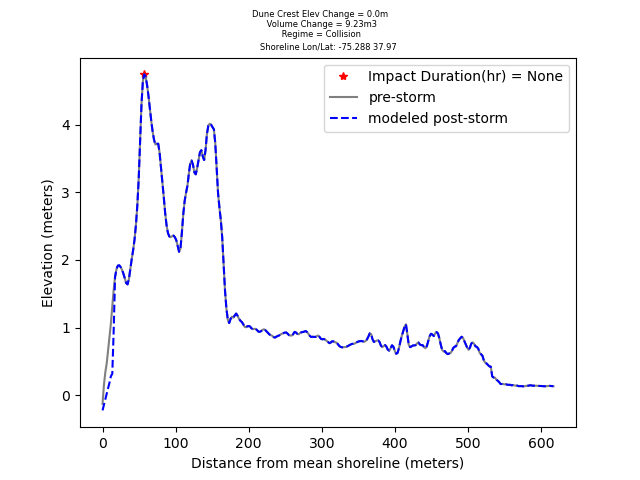 Dune Crest Elev Change = 0.0m
Volume Change = 9.23m3
Regime = Collision
Shoreline Lon/Lat: -75.288 37.97
Impact Duration(hr) = None
pre-storm
modeled post-storm
Elevation (meters)
4
3
2
1
0
0 100 200 300 400 500 600
Distance from mean shoreline (meters)